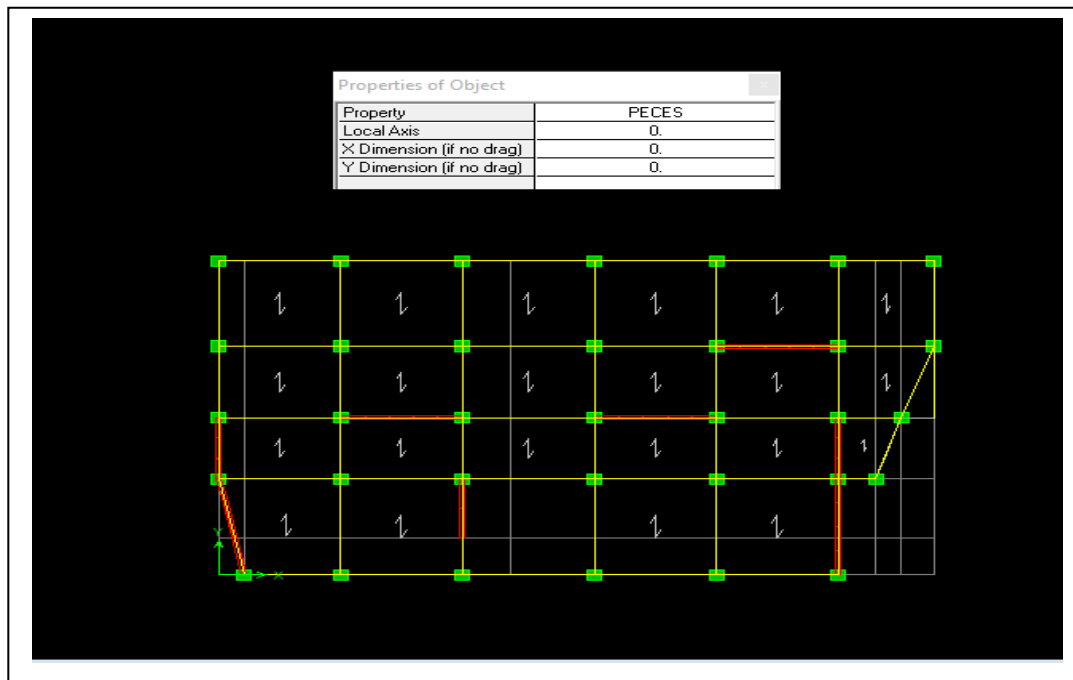 Properties of Object
x
Property PECES
Local Axis 0.
X Dimension (if no drag) 0.
Y Dimension (if no drag) 0.
Y
X